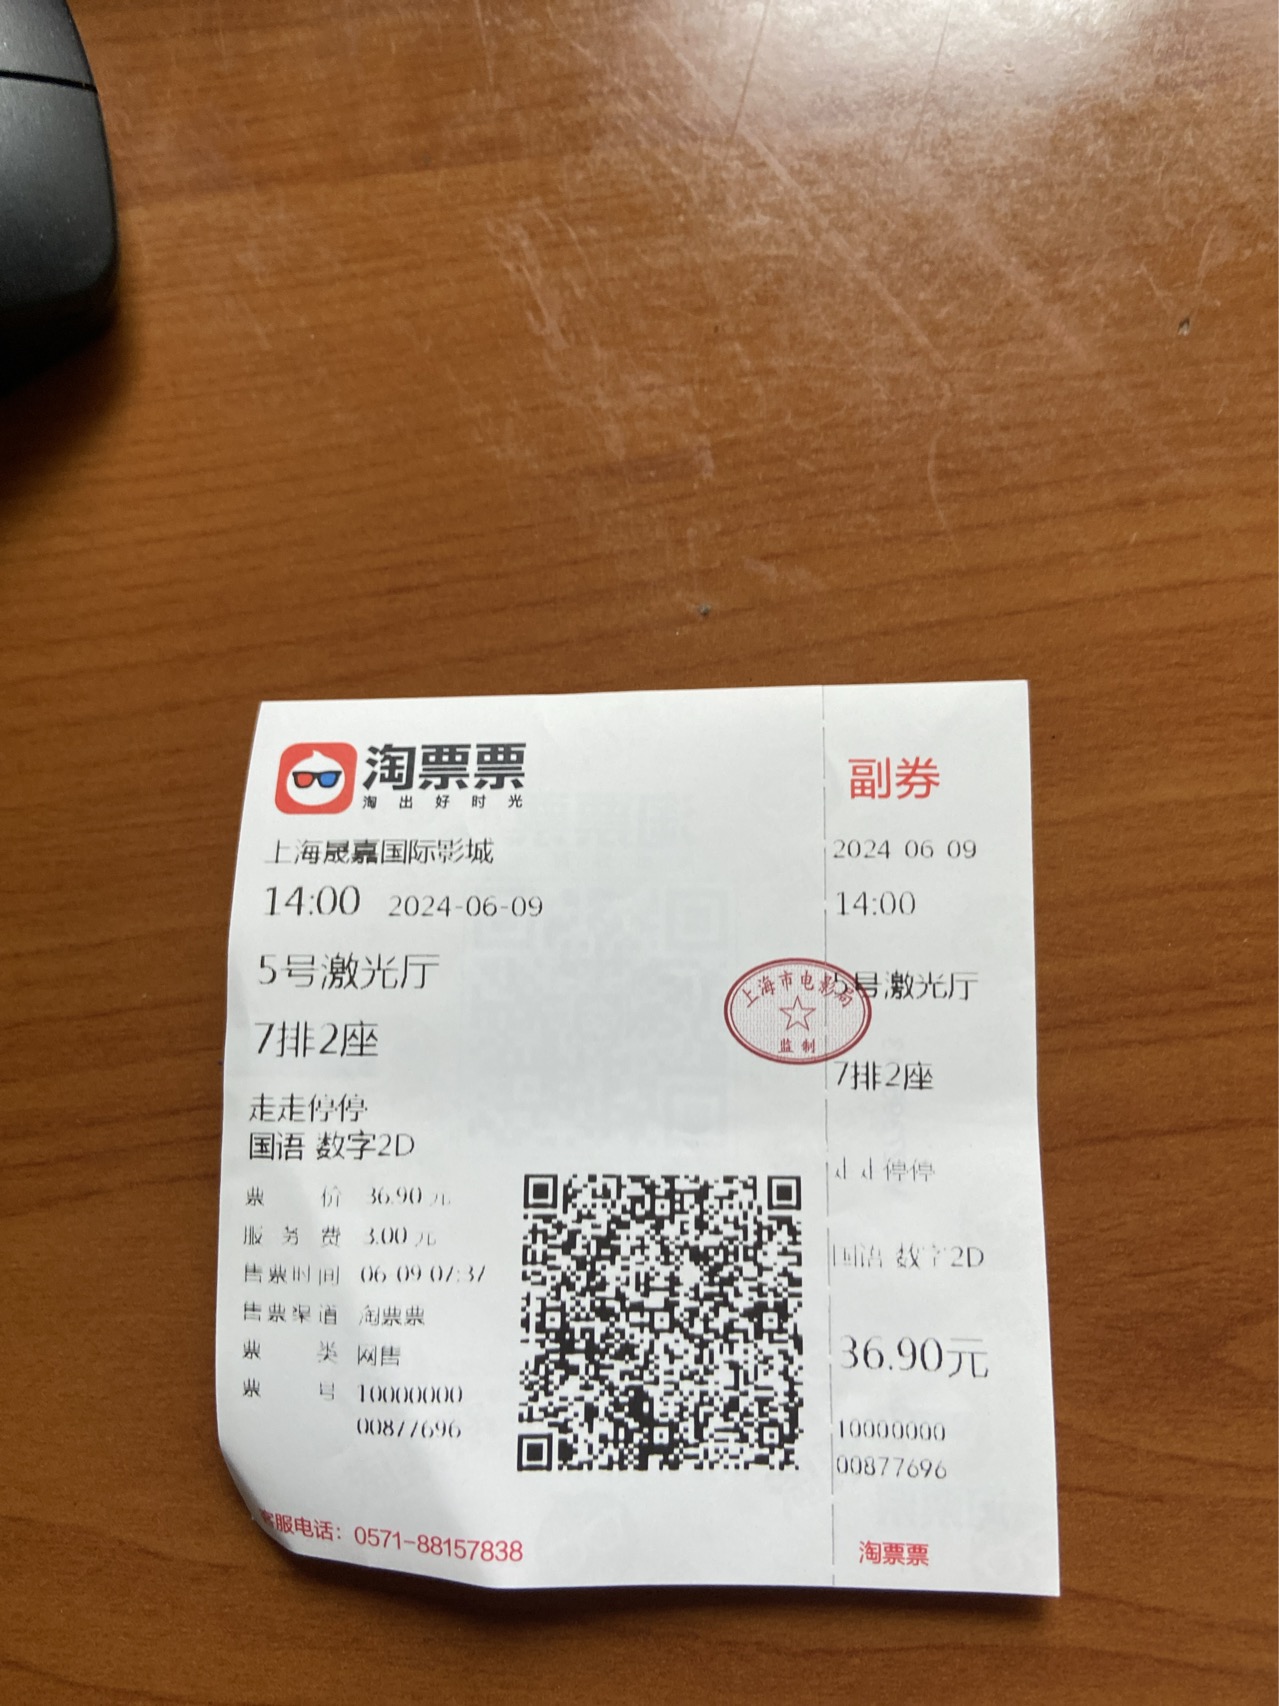 淘票票
淘出好时光
上海晟嘉国际影城
14:00 2024-06-09
5号激光厅
7排2座
走走停停
国语 数字2D
票 价 36.90 元
服 务 费 3.00 元
售票时间 06-09 07:37
售票渠道 淘票票
票 类 网售
票 号 10000000
00877696
客服电话：0571-88157838
上海市电影局
监制
副券
2024 06 09
14:00
5号激光厅
7排2座
走走停停
国语 数字2D
36.90元
10000000
00877696
淘票票